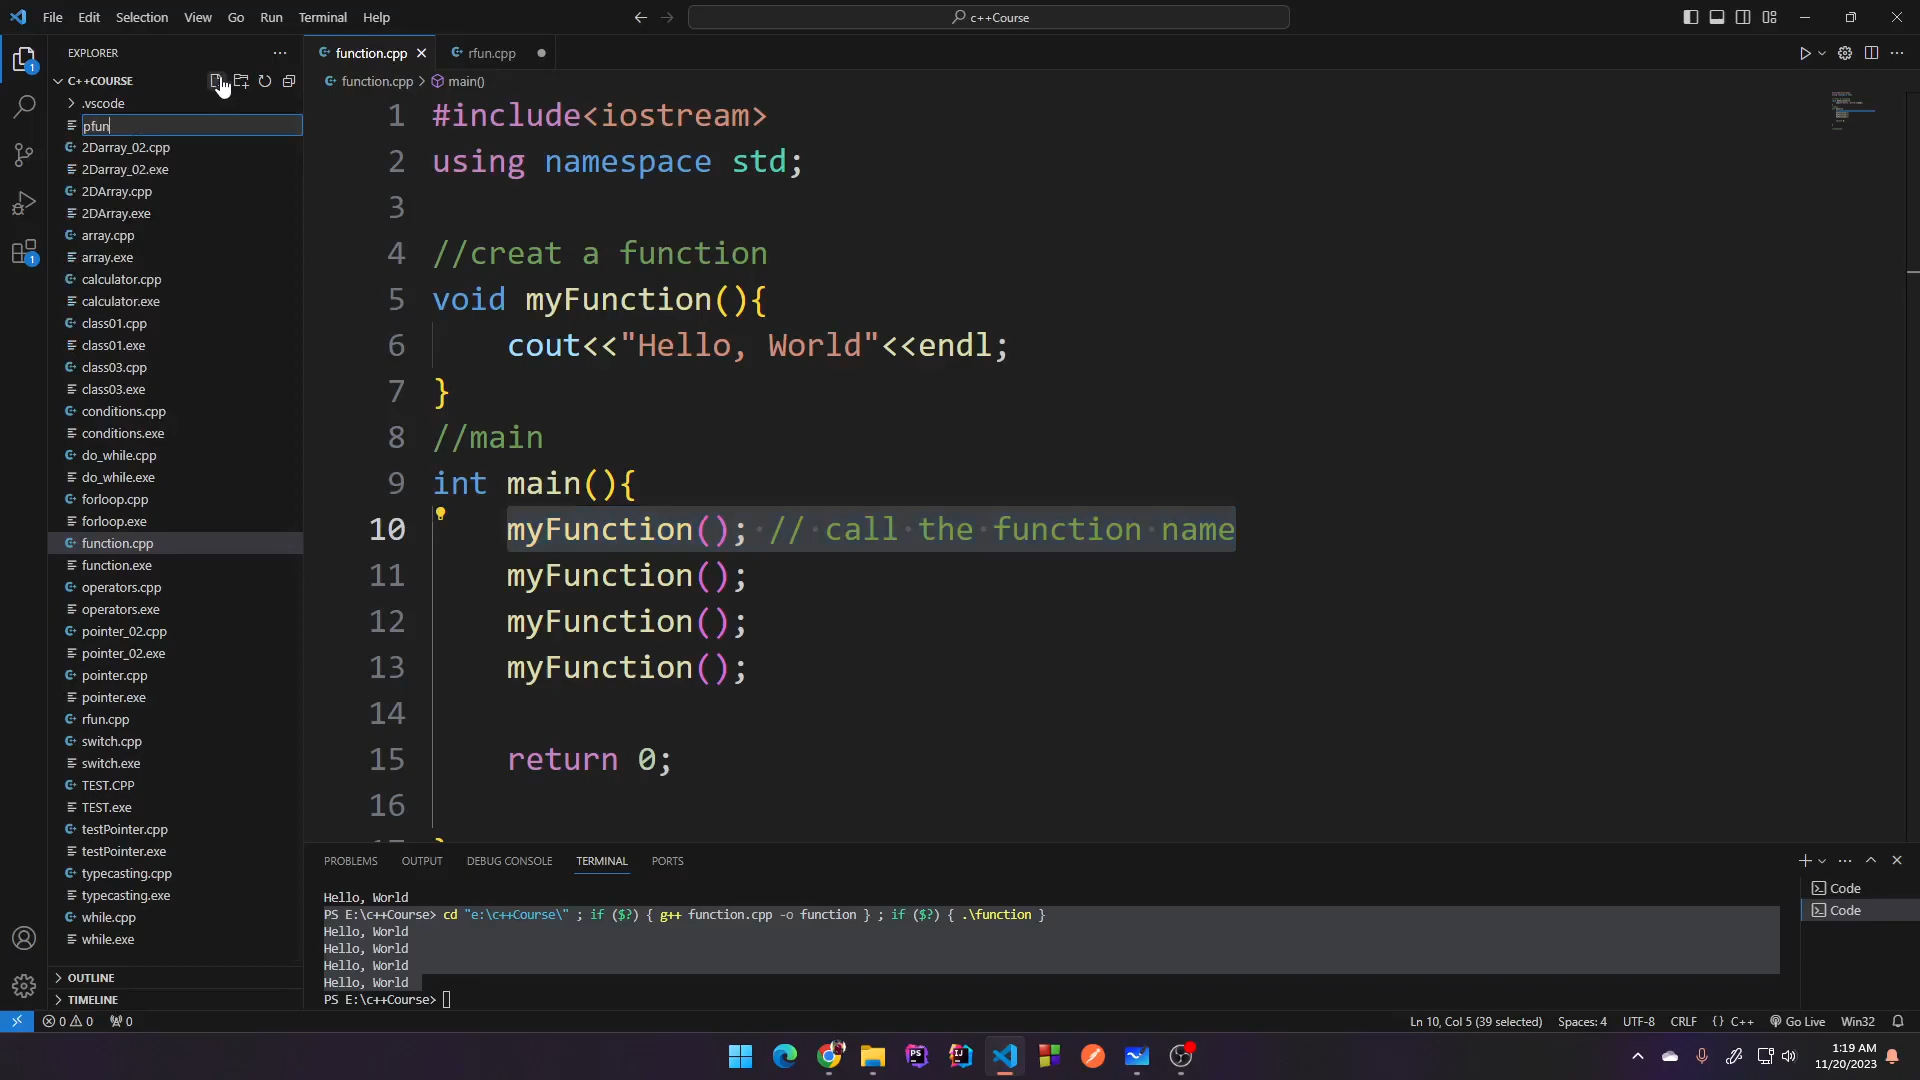 File Edit Selection View Go Run Terminal Help
c++Course
EXPLORER
C++COURSE
.vscode
pfun
2Darray_02.cpp
2Darray_02.exe
2DArray.cpp
2DArray.exe
array.cpp
array.exe
calculator.cpp
calculator.exe
class01.cpp
class01.exe
class03.cpp
class03.exe
conditions.cpp
conditions.exe
do_while.cpp
do_while.exe
forloop.cpp
forloop.exe
function.cpp
function.exe
operators.cpp
operators.exe
pointer_02.cpp
pointer_02.exe
pointer.cpp
pointer.exe
rfun.cpp
switch.cpp
switch.exe
TEST.CPP
TEST.exe
testPointer.cpp
testPointer.exe
typecasting.cpp
typecasting.exe
while.cpp
while.exe
OUTLINE
TIMELINE
1
1
function.cpp rfun.cpp
function.cpp > main()
1 #include<iostream>
2 using namespace std;
3
4 //creat a function
5 void myFunction(){
6 cout<<"Hello, World"<<endl;
7 }
8 //main
9 int main(){
10 myFunction(); // call the function name
11 myFunction();
12 myFunction();
13 myFunction();
14
15 return 0;
16
PROBLEMS OUTPUT DEBUG CONSOLE TERMINAL PORTS
Hello, World
PS E:\c++Course> cd "e:\c++Course\" ; if ($?) { g++ function.cpp -o function } ; if ($?) { .\function }
Hello, World
Hello, World
Hello, World
Hello, World
PS E:\c++Course>
Code
Code
0 0 0
Ln 10, Col 5 (39 selected) Spaces: 4 UTF-8 CRLF {} C++ Go Live Win32
PS IJ
1:19 AM
11/20/2023